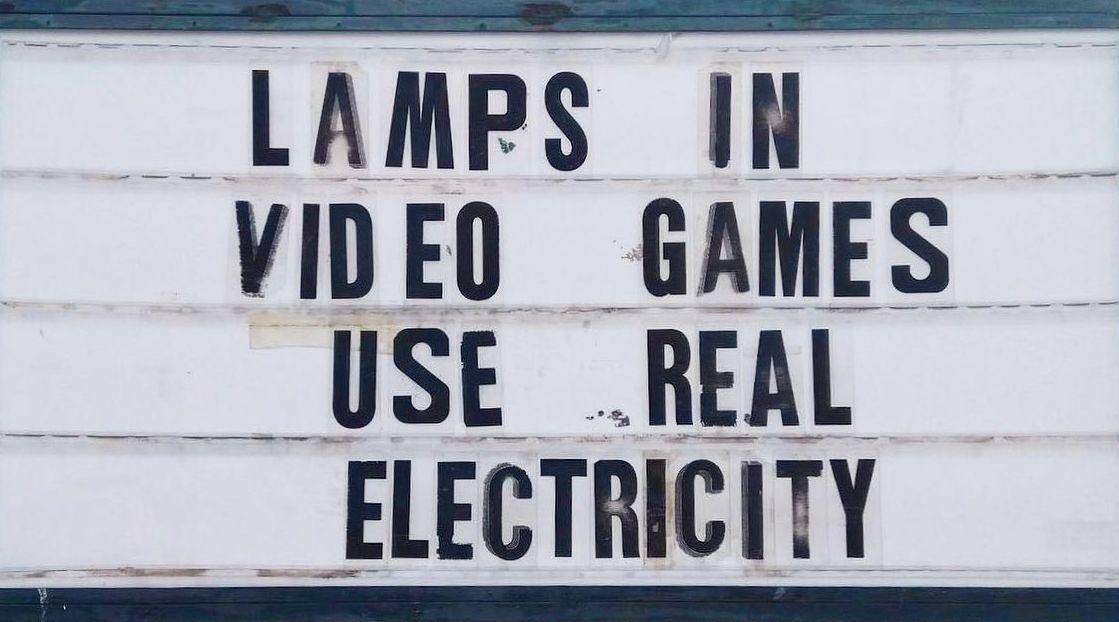 LAMPS IN
VIDEO GAMES
USE REAL
ELECTRICITY